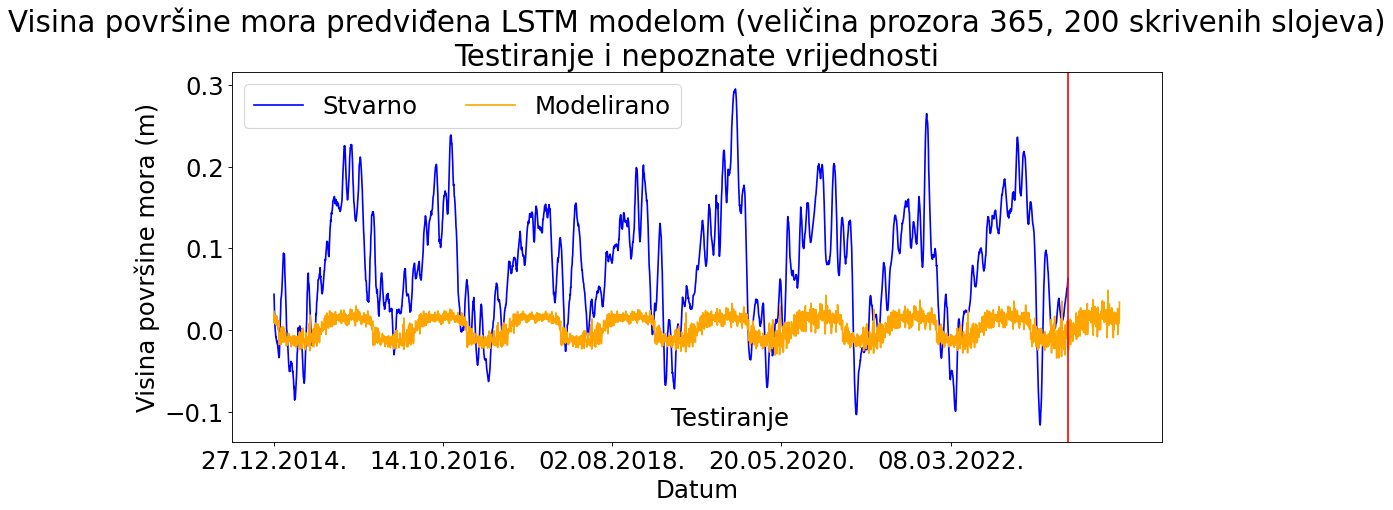 Visina površine mora predviđena LSTM modelom (veličina prozora 365, 200 skrivenih slojeva)
Testiranje i nepoznate vrijednosti
Stvarno Modelirano
Visina površine mora (m)
0.3
0.2
0.1
0.0
−0.1
Testiranje
27.12.2014. 14.10.2016. 02.08.2018. 20.05.2020. 08.03.2022.
Datum